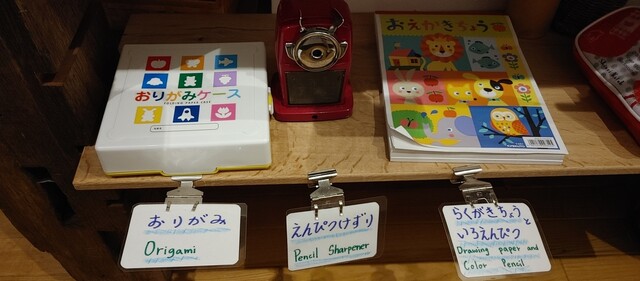 おりがみケース
FOLDING PAPER CASE
おえかきちょう
おりがみ
Origami
えんぴつけずり
Pencil Sharpener
らくがきちょうと
いろえんぴつ
Drawing paper and
Color Pencil